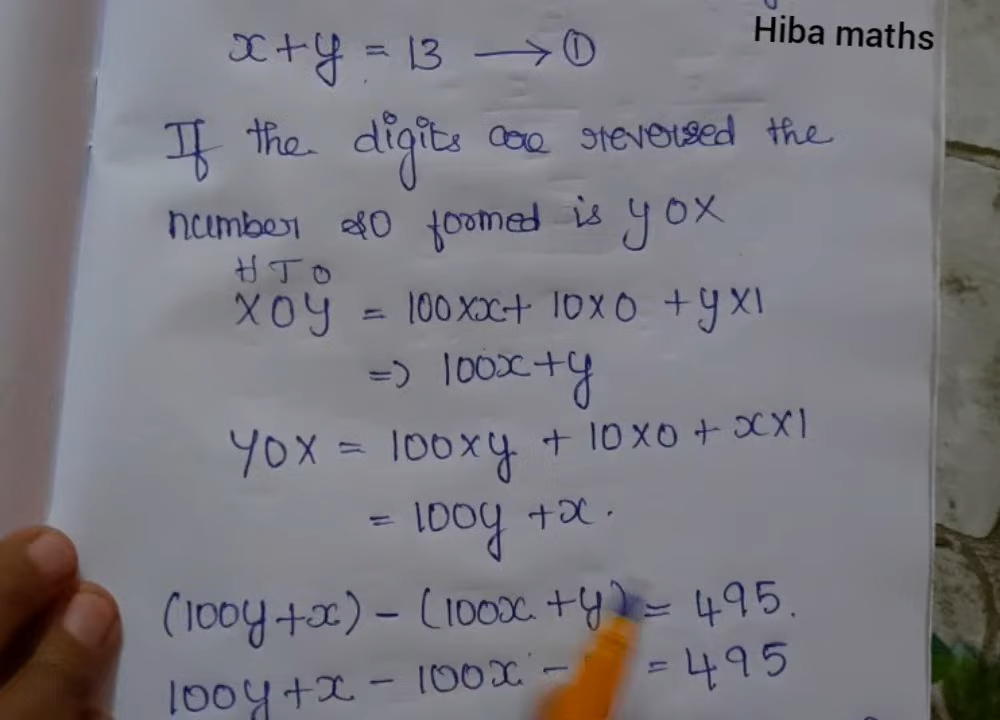 Hiba maths
x+y = 13 → ①
If the digits are reversed the
number so formed is y0x
H T O
X0Y = 100×x+ 10×0 + y×1
=> 100x+y
Y0X = 100×y + 10×0 + x×1
= 100y +x.
(100y+x) - (100x+y) = 495.
100y+x - 100x - = 495